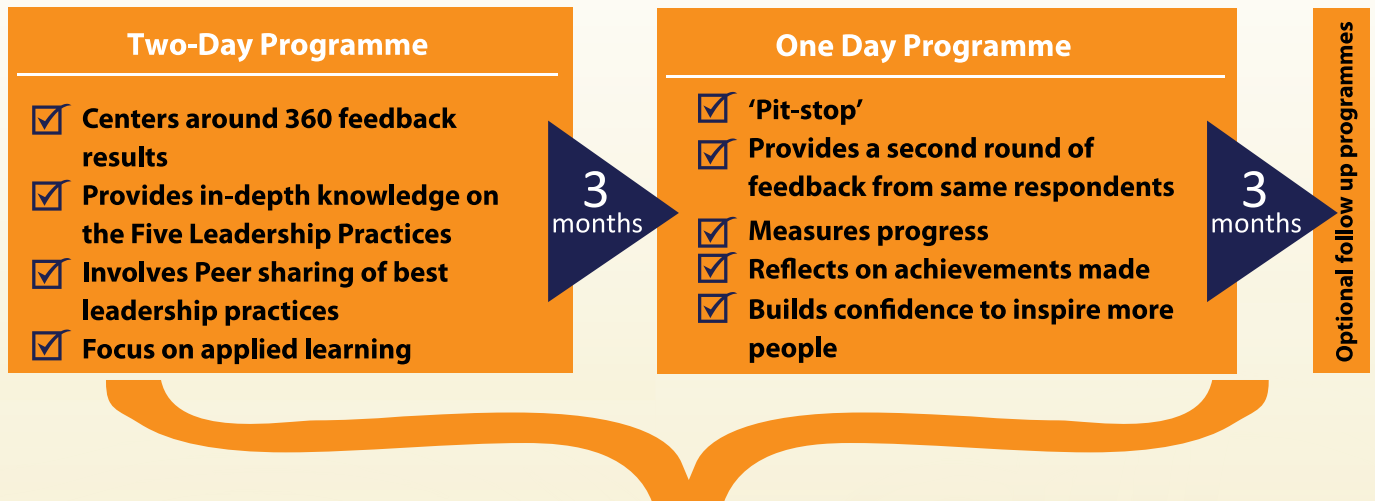 Two-Day Programme
Centers around 360 feedback
results
Provides in-depth knowledge on
the Five Leadership Practices
Involves Peer sharing of best
leadership practices
Focus on applied learning
3
months
One Day Programme
‘Pit-stop’
Provides a second round of
feedback from same respondents
Measures progress
Reflects on achievements made
Builds confidence to inspire more
people
3
months
Optional follow up programmes